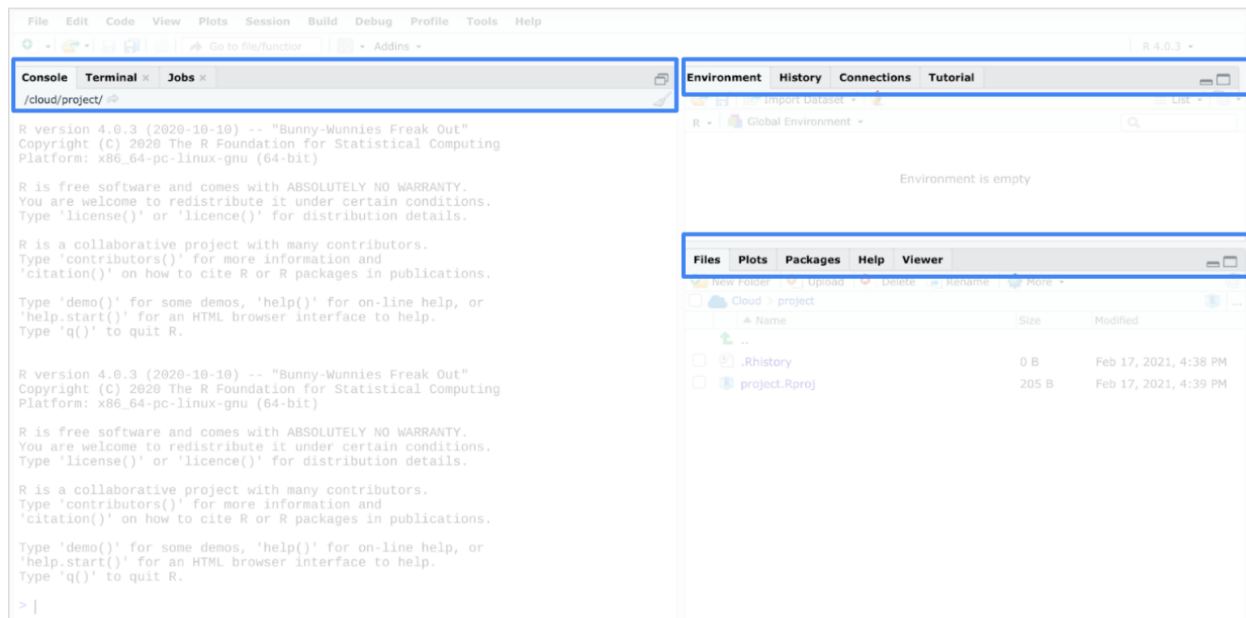 File Edit Code View Plots Session Build Debug Profile Tools Help
Go to file/function Addins R 4.0.3
Console Terminal × Jobs ×
/cloud/project/
R version 4.0.3 (2020-10-10) -- "Bunny-Wunnies Freak Out"
Copyright (C) 2020 The R Foundation for Statistical Computing
Platform: x86_64-pc-linux-gnu (64-bit)
R is free software and comes with ABSOLUTELY NO WARRANTY.
You are welcome to redistribute it under certain conditions.
Type 'license()' or 'licence()' for distribution details.
R is a collaborative project with many contributors.
Type 'contributors()' for more information and
'citation()' on how to cite R or R packages in publications.
Type 'demo()' for some demos, 'help()' for on-line help, or
'help.start()' for an HTML browser interface to help.
Type 'q()' to quit R.
R version 4.0.3 (2020-10-10) -- "Bunny-Wunnies Freak Out"
Copyright (C) 2020 The R Foundation for Statistical Computing
Platform: x86_64-pc-linux-gnu (64-bit)
R is free software and comes with ABSOLUTELY NO WARRANTY.
You are welcome to redistribute it under certain conditions.
Type 'license()' or 'licence()' for distribution details.
R is a collaborative project with many contributors.
Type 'contributors()' for more information and
'citation()' on how to cite R or R packages in publications.
Type 'demo()' for some demos, 'help()' for on-line help, or
'help.start()' for an HTML browser interface to help.
Type 'q()' to quit R.
>
Environment History Connections Tutorial
Import Dataset List
R Global Environment
Environment is empty
Files Plots Packages Help Viewer
New Folder Upload Delete Rename More
Cloud > project ...
Name Size Modified
..
.Rhistory 0 B Feb 17, 2021, 4:38 PM
project.Rproj 205 B Feb 17, 2021, 4:39 PM